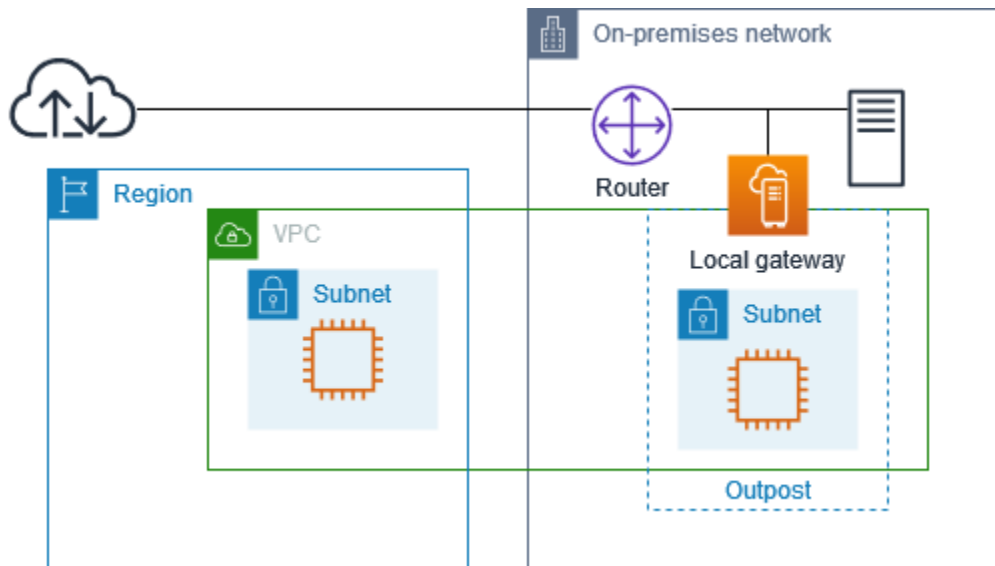 On-premises network
Router
Region
VPC
Local gateway
Subnet
Subnet
Outpost